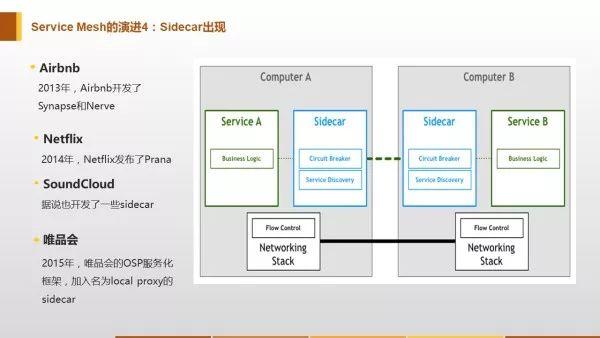 Service Mesh的演进4：Sidecar出现
Airbnb
2013年，Airbnb开发了
Synapse和Nerve
Netflix
2014年，Netflix发布了Prana
SoundCloud
据说也开发了一些sidecar
唯品会
2015年，唯品会的OSP服务化
框架，加入名为local proxy的
sidecar
Computer A
Service A
Business Logic
Sidecar
Circuit Breaker
Service Discovery
Flow Control
Networking
Stack
Computer B
Sidecar
Circuit Breaker
Service Discovery
Service B
Business Logic
Flow Control
Networking
Stack